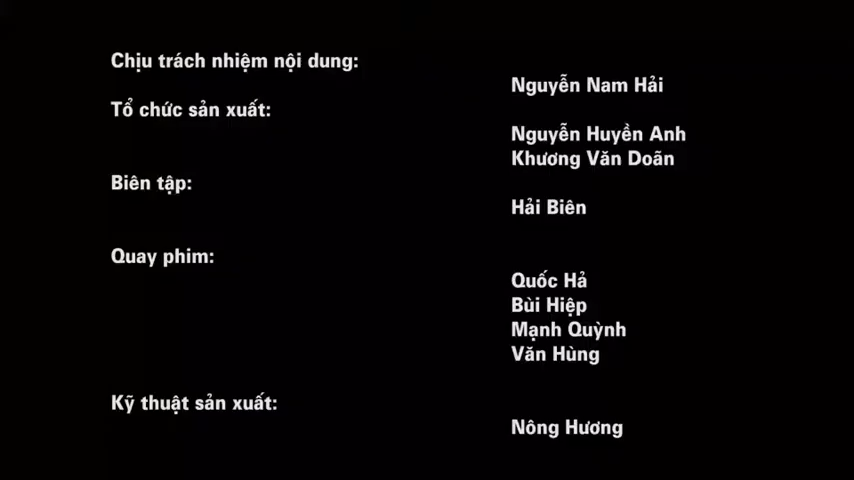 Chịu trách nhiệm nội dung:
Nguyễn Nam Hải
Tổ chức sản xuất:
Nguyễn Huyền Anh
Khương Văn Doãn
Biên tập:
Hải Biên
Quay phim:
Quốc Hả
Bùi Hiệp
Mạnh Quỳnh
Văn Hùng
Kỹ thuật sản xuất:
Nông Hương